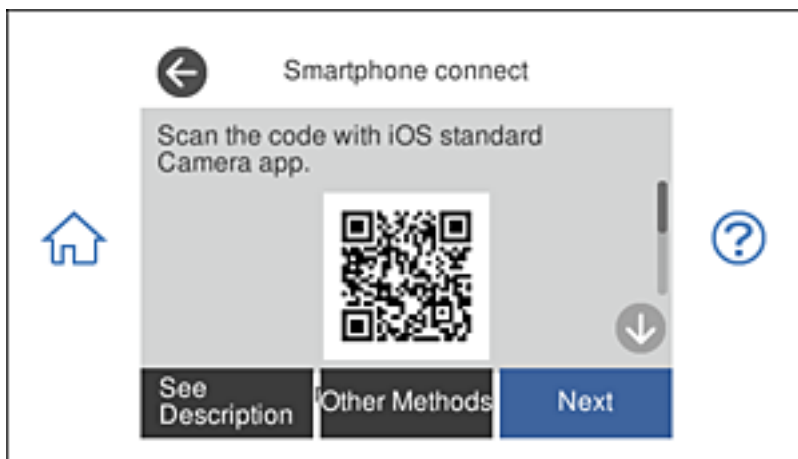 Smartphone connect
Scan the code with iOS standard
Camera app.
See
Description
Other Methods
Next